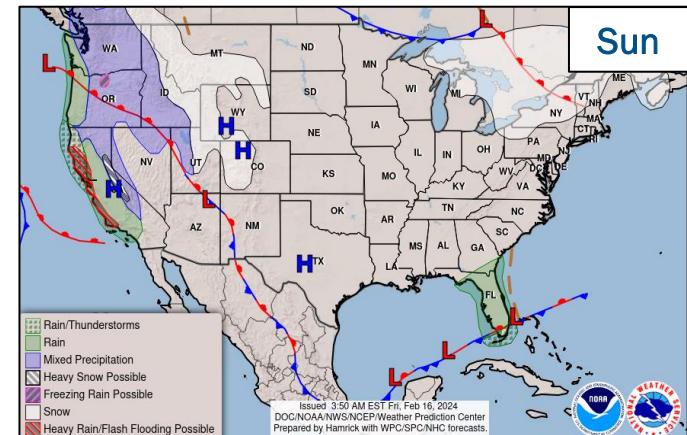 Sun
WA
MT
ND
MN
ME
OR
ID
SD
WI
MI
VT
NH
NY
MA
CT
RI
WY
NE
IA
PA
NJ
NV
UT
CO
IL
IN
OH
MD
DE
DC
WV
VA
KS
MO
KY
AZ
NM
OK
AR
TN
NC
SC
TX
LA
MS
AL
GA
FL
L
L
H
H
H
L
H
L
L
L
Rain/Thunderstorms
Rain
Mixed Precipitation
Heavy Snow Possible
Freezing Rain Possible
Snow
Heavy Rain/Flash Flooding Possible
Issued 3:50 AM EST Fri, Feb 16, 2024
DOC/NOAA/NWS/NCEP/Weather Prediction Center
Prepared by Hamrick with WPC/SPC/NHC forecasts.
NOAA
NATIONAL WEATHER SERVICE